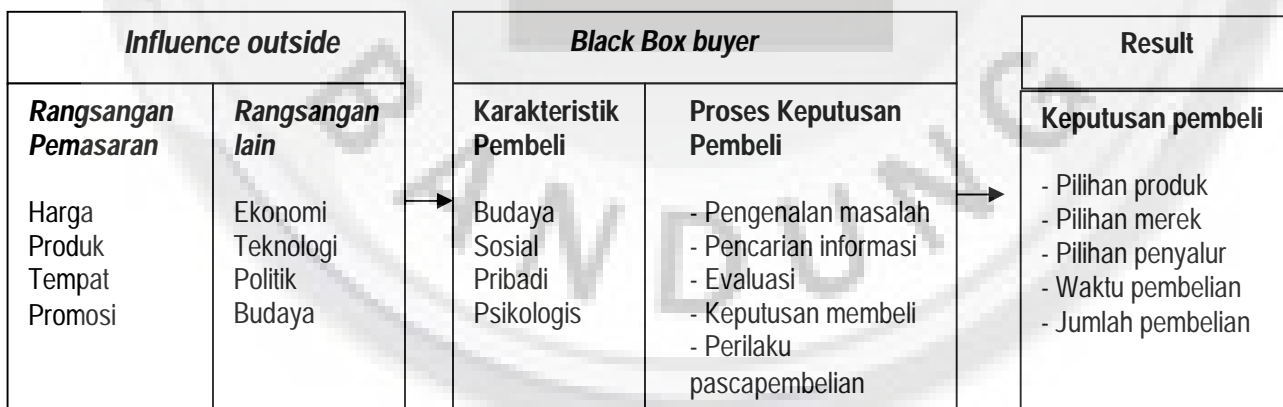 Influence outside
Rangsangan
Pemasaran
Harga
Produk
Tempat
Promosi
Rangsangan
lain
Ekonomi
Teknologi
Politik
Budaya
Black Box buyer
Karakteristik
Pembeli
Budaya
Sosial
Pribadi
Psikologis
Proses Keputusan
Pembeli
- Pengenalan masalah
- Pencarian informasi
- Evaluasi
- Keputusan membeli
- Perilaku
pascapembelian
Result
Keputusan pembeli
- Pilihan produk
- Pilihan merek
- Pilihan penyalur
- Waktu pembelian
- Jumlah pembelian
BANDUNG